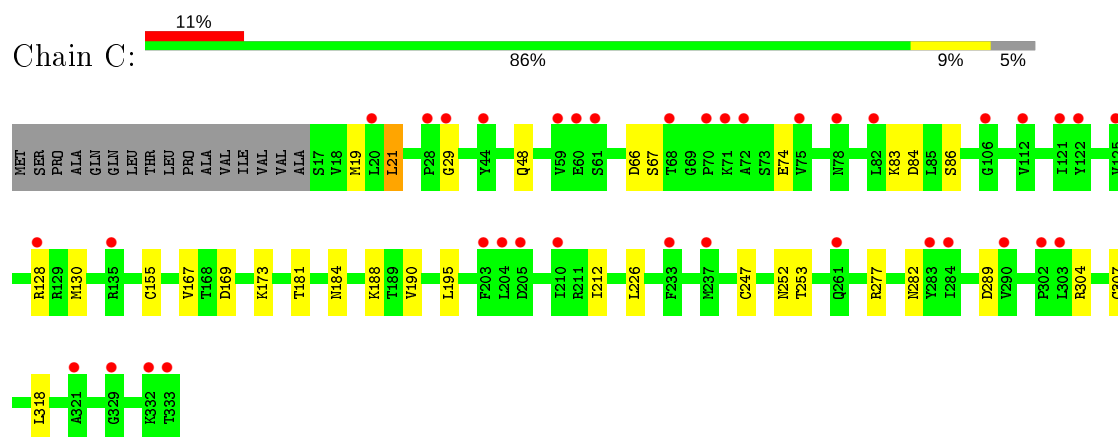 11%
Chain C:
86% 9% 5%
MET SER PRO ALA GLN GLN LEU THR LEU PRO ALA VAL ILE VAL VAL ALA S17 V18 M19 L20 L21 P28 G29 Y44 Q48 V59 E60 S61 D66 S67 T68 G69 P70 K71 A72 S73 E74 V75 N78 L82 K83 D84 L85 S86 G106 V112 I121 Y122
R128 R129 M130 R135 C155 V167 T168 D169 K173 T181 N184 K188 T189 V190 L195 F203 L204 D205 I210 R211 I212 L226 F233 M237 C247 N252 T253 Q261 R277 N282 Y283 I284 D289 V290 P302 L303 R304
L318 A321 G329 K332 T333